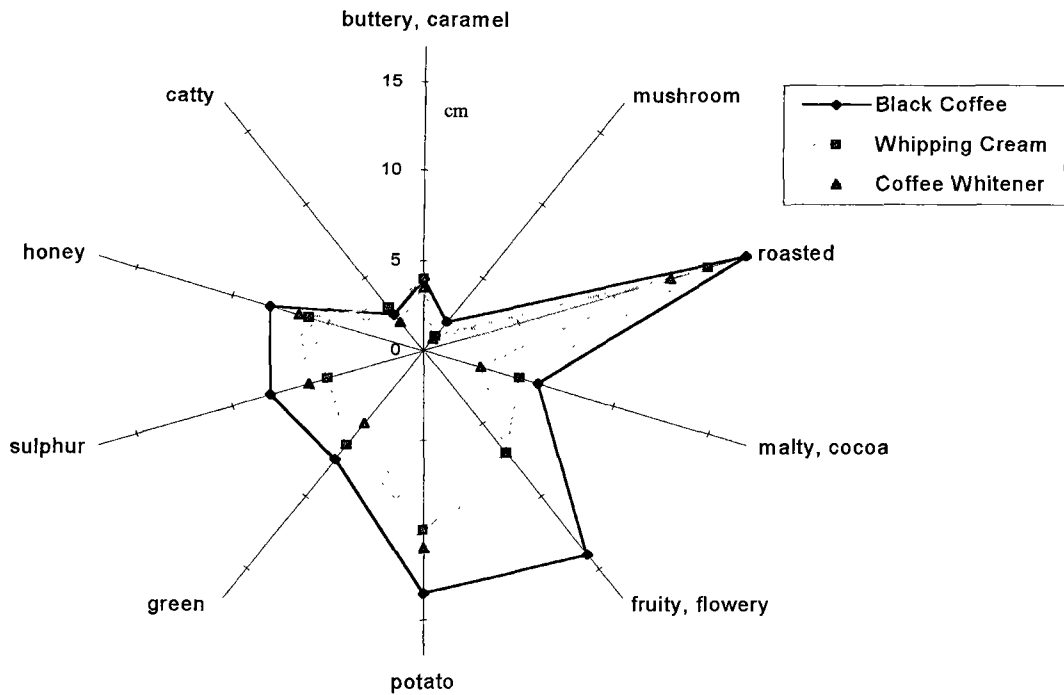 buttery, caramel
catty
15
cm
mushroom
Black Coffee
Whipping Cream
Coffee Whitener
10
honey
5
roasted
0
sulphur
malty, cocoa
green
fruity, flowery
potato